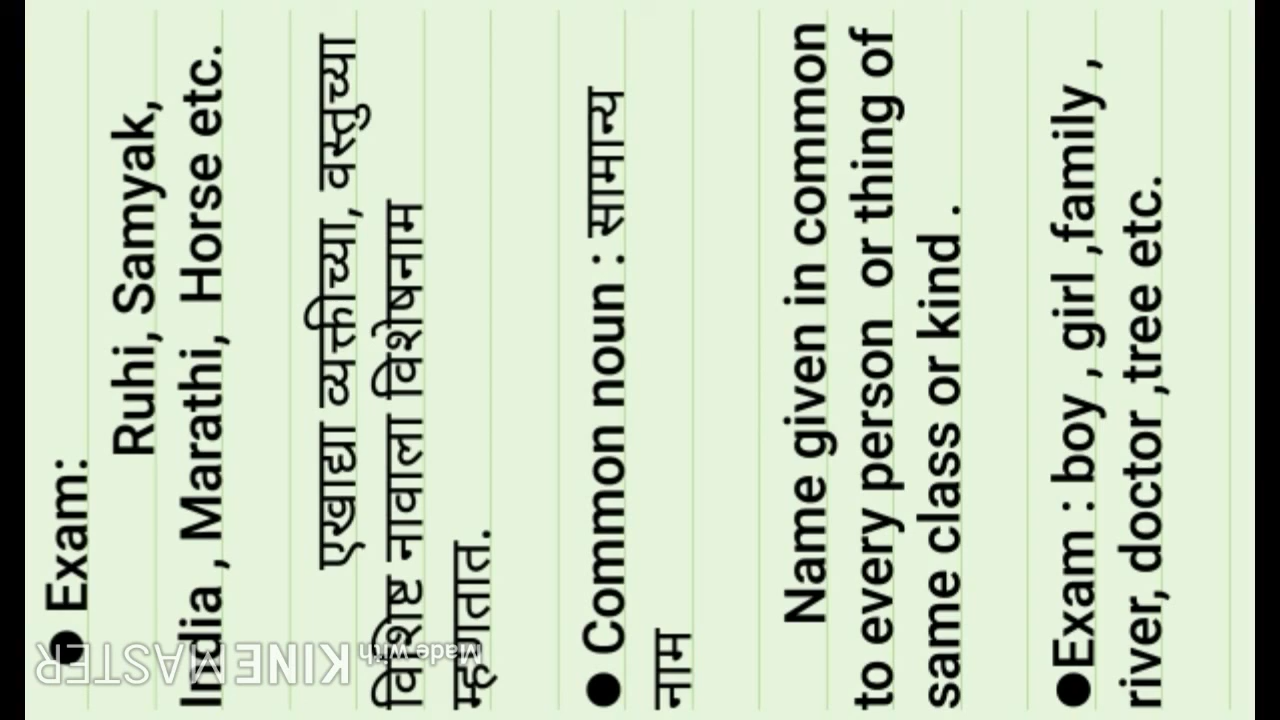 ● Exam:
Ruhi, Samyak,
India , Marathi, Horse etc.
एखाद्या व्यक्तीच्या, वस्तुच्या
विशिष्ट नावाला विशेषनाम
म्हणतात.
● Common noun : सामान्य
नाम
Name given in common
to every person or thing of
same class or kind .
●Exam : boy , girl ,family ,
river, doctor ,tree etc.
Made with
KINEMASTER